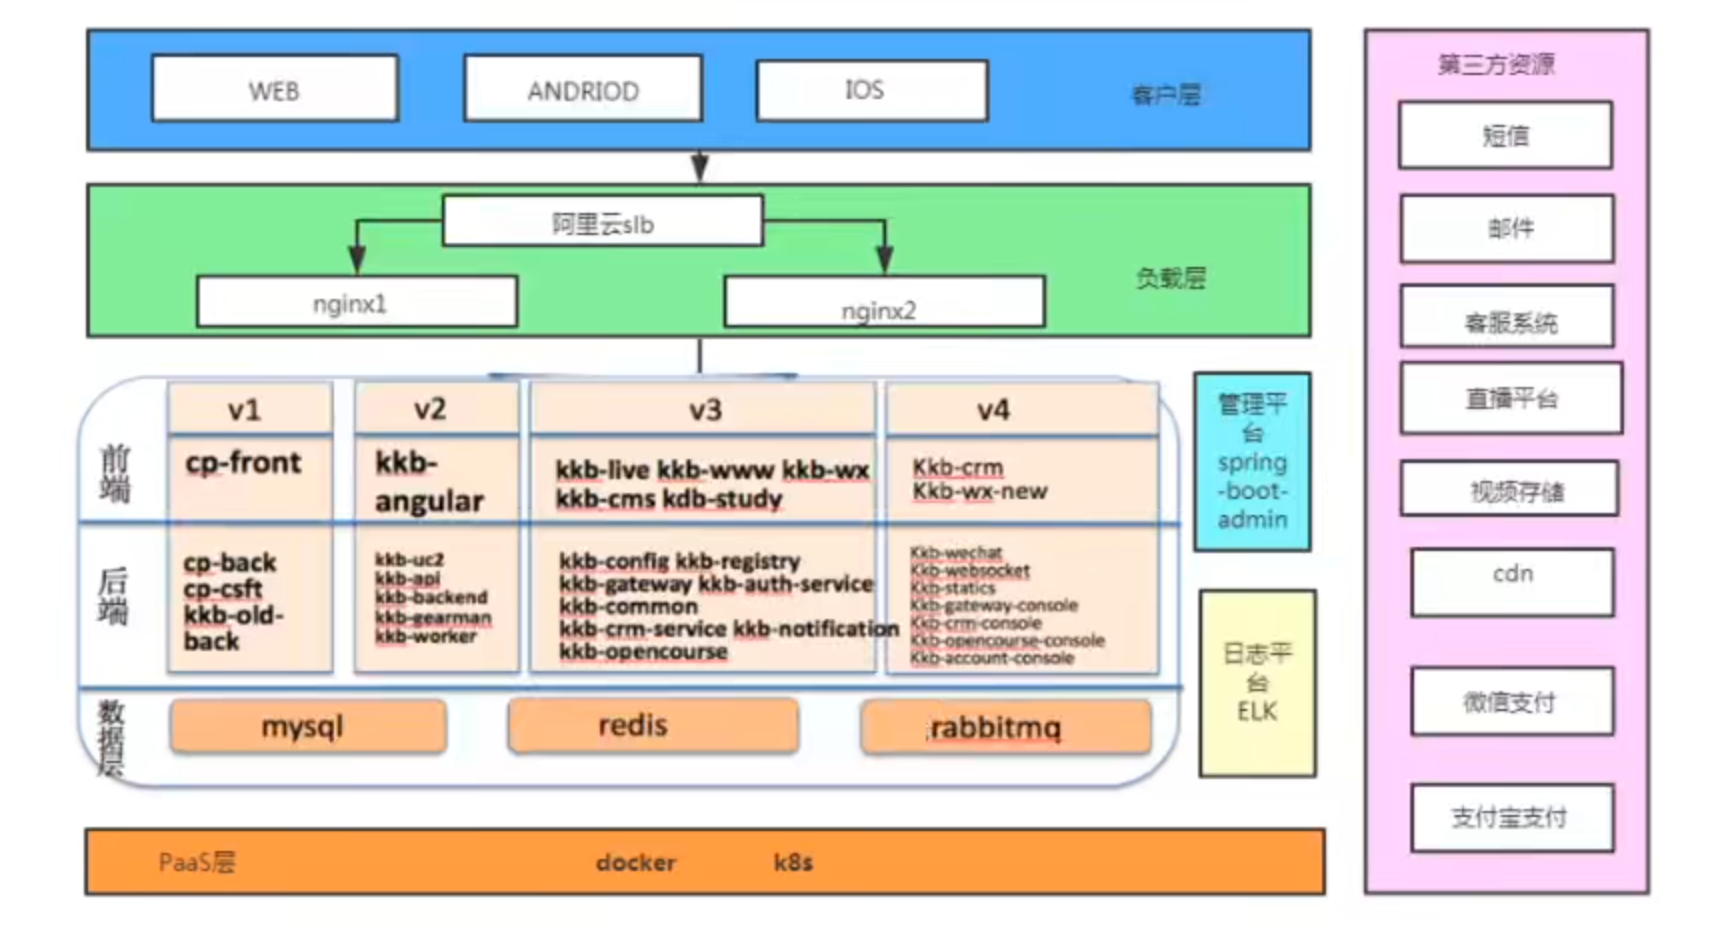 WEB
ANDRIOD
IOS
客户层
阿里云slb
nginx1
nginx2
负载层
v1
v2
v3
v4
前
端
cp-front
kkb-
angular
kkb-live kkb-www kkb-wx
kkb-cms kdb-study
Kkb-crm
Kkb-wx-new
后
端
cp-back
cp-csft
kkb-old-
back
kkb-uc2
kkb-api
kkb-backend
kkb-gearman
kkb-worker
kkb-config kkb-registry
kkb-gateway kkb-auth-service
kkb-common
kkb-crm-service kkb-notification
kkb-opencourse
Kkb-wechat
Kkb-websocket
Kkb-statics
Kkb-gateway-console
Kkb-crm-console
Kkb-opencourse-console
Kkb-account-console
数
据
层
mysql
redis
rabbitmq
管理平
台
spring
-boot-
admin
日志平
台
ELK
PaaS层
docker
k8s
第三方资源
短信
邮件
客服系统
直播平台
视频存储
cdn
微信支付
支付宝支付